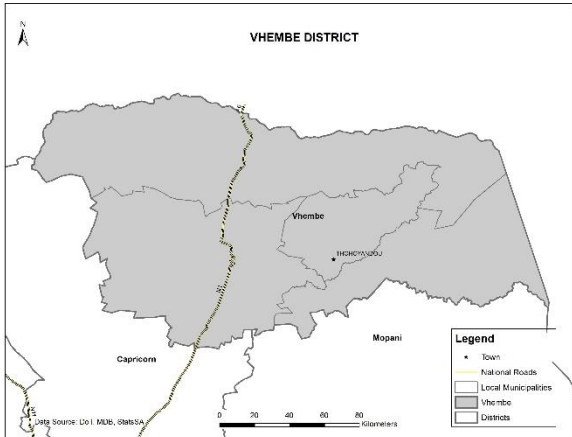 N
VHEMBE DISTRICT
Vhembe
THOHOYANDOU
N1
Mopani
Capricorn
Legend
Town
National Roads
Local Municipalities
Vhembe
Districts
Data Source: DoT, MDB, StatsSA
0 20 40 60 80
Kilometers